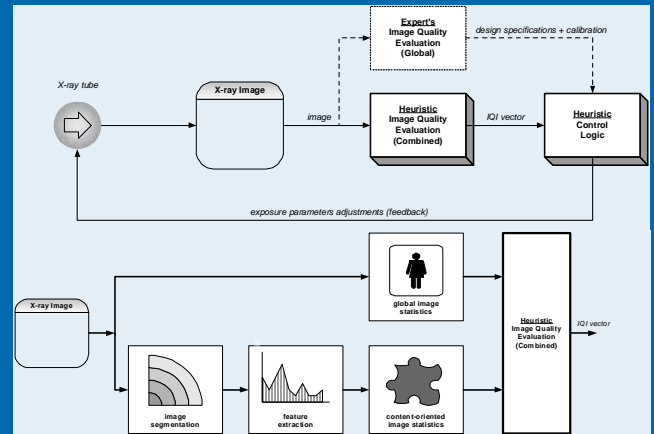 Expert's
Image Quality
Evaluation
(Global)
design specifications + calibration
X-ray tube
X-ray Image
image
Heuristic
Image Quality
Evaluation
(Combined)
IQI vector
Heuristic
Control
Logic
exposure parameters adjustments (feedback)
X-ray Image
global image
statistics
Heuristic
Image Quality
Evaluation
(Combined)
IQI vector
image
segmentation
feature
extraction
content-oriented
image statistics